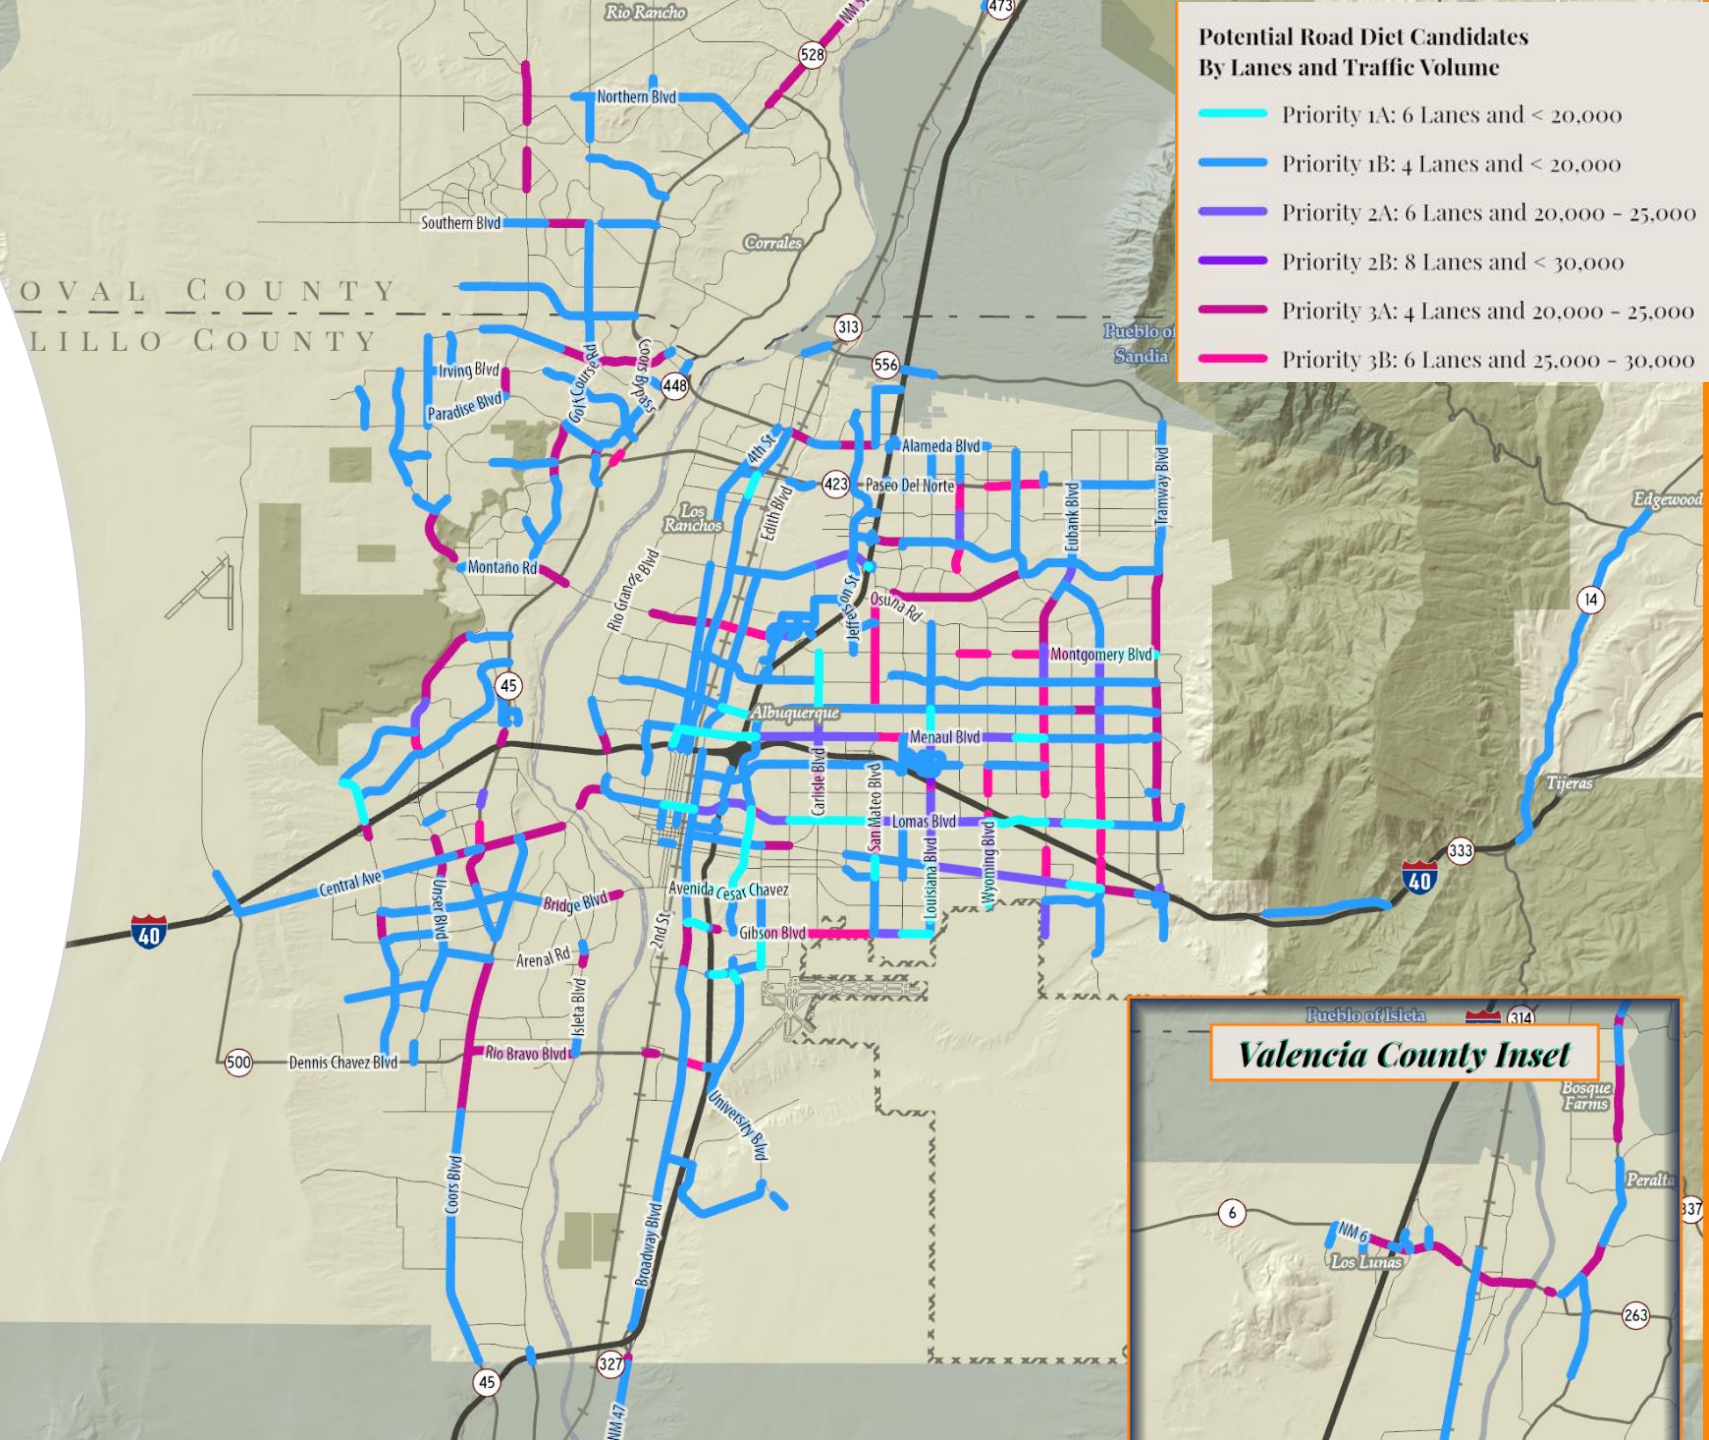 Rio Rancho
NM 5
473
528
Potential Road Diet Candidates
By Lanes and Traffic Volume
Priority 1A: 6 Lanes and < 20,000
Priority 1B: 4 Lanes and < 20,000
Priority 2A: 6 Lanes and 20,000 - 25,000
Priority 2B: 8 Lanes and < 30,000
Priority 3A: 4 Lanes and 20,000 - 25,000
Priority 3B: 6 Lanes and 25,000 - 30,000
Northern Blvd
Southern Blvd
Corrales
OVAL COUNTY
LILLO COUNTY
313
Pueblo of
Sandia
556
Irving Blvd
Paradise Blvd
Golf Course Rd
Coors Bypass
448
4th St
Alameda Blvd
423
Paseo Del Norte
Edith Blvd
Eubank Blvd
Tramway Blvd
Edgewood
Los
Ranchos
Montaño Rd
Rio Grande Blvd
Jefferson St
Osuna Rd
14
Montgomery Blvd
45
Albuquerque
Menaul Blvd
Carlisle Blvd
San Mateo Blvd
Lomas Blvd
Louisiana Blvd
Wyoming Blvd
Tijeras
333
40
Central Ave
Unser Blvd
Bridge Blvd
Avenida Cesar Chavez
2nd St
Gibson Blvd
40
Arenal Rd
Isleta Blvd
500
Dennis Chavez Blvd
Rio Bravo Blvd
University Blvd
Coors Blvd
Broadway Blvd
327
45
NM 47
Pueblo of Isleta
314
Valencia County Inset
Bosque
Farms
Peralta
337
6
NM 6
Los Lunas
263